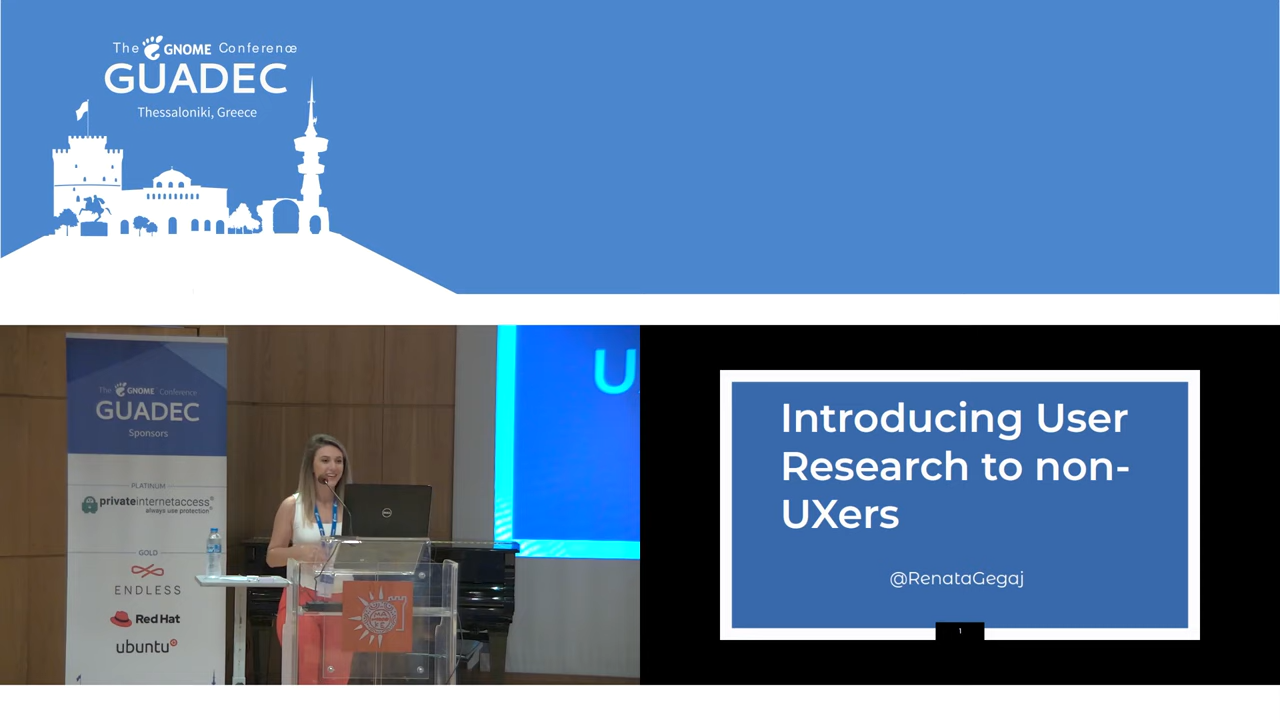 The GNOME Conference
GUADEC
Thessaloniki, Greece
The GNOME Conference
GUADEC
Sponsors
PLATINUM
privateinternetaccess
always use protection
GOLD
ENDLESS
Red Hat
ubuntu
DELL
U
Introducing User
Research to non-
UXers
@RenataGegaj
1